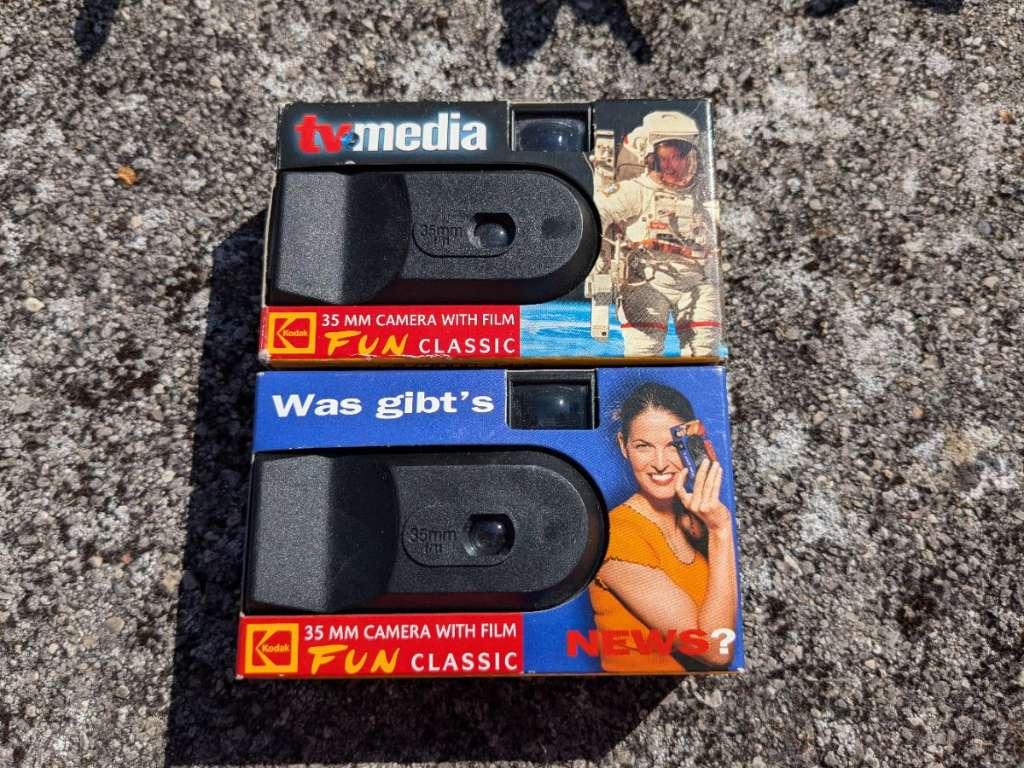 tv media
35mm
Kodak
35 MM CAMERA WITH FILM
FUN CLASSIC
Was gibt's
35mm
Kodak
35 MM CAMERA WITH FILM
FUN CLASSIC
NEWS?